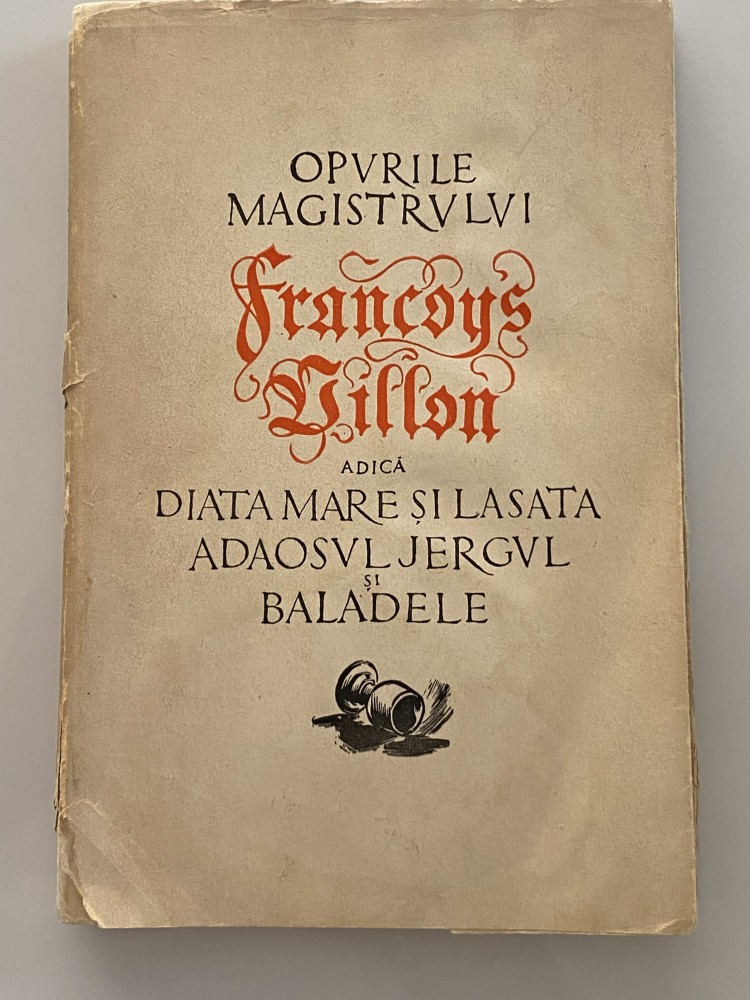 OPVRILE
MAGISTRVLVI
Francoys
Villon
ADICĂ
DIATA MARE ȘI LASATA
ADAOSVL JERGVL
ȘI
BALADELE